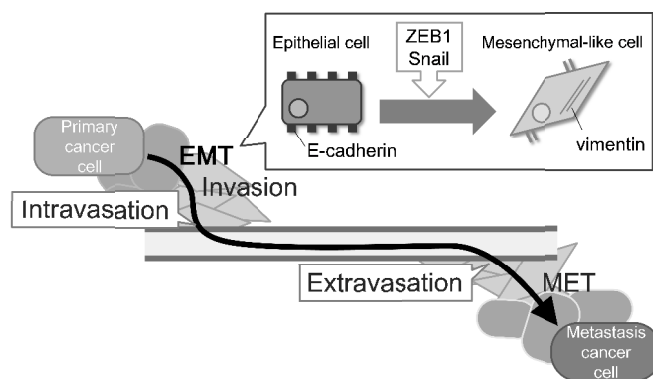 Epithelial cell
ZEB1
Snail
Mesenchymal-like cell
E-cadherin
vimentin
Primary
cancer
cell
EMT
Invasion
Intravasation
Extravasation
MET
Metastasis
cancer
cell